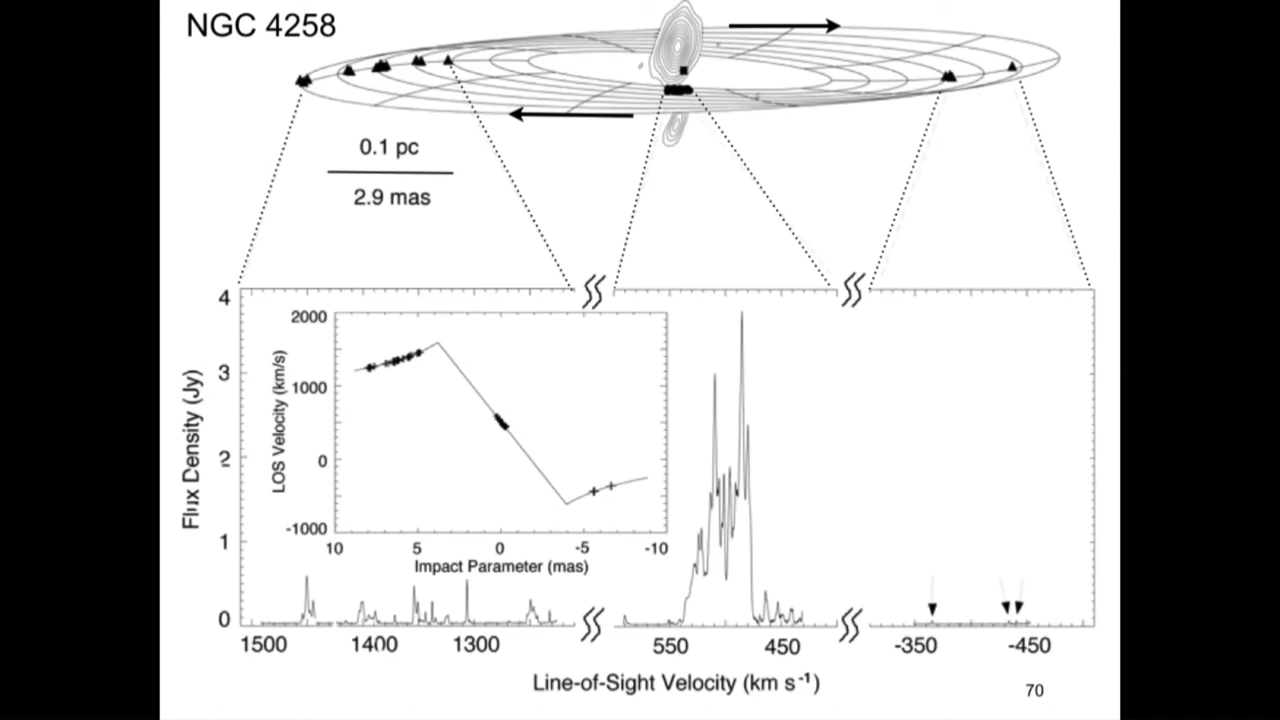 NGC 4258
0.1 pc
2.9 mas
4
3
2
1
0
Flux Density (Jy)
2000
1000
0
-1000
LOS Velocity (km/s)
10 5 0 -5 -10
Impact Parameter (mas)
1500 1400 1300 550 450 -350 -450
Line-of-Sight Velocity (km s-1)
70